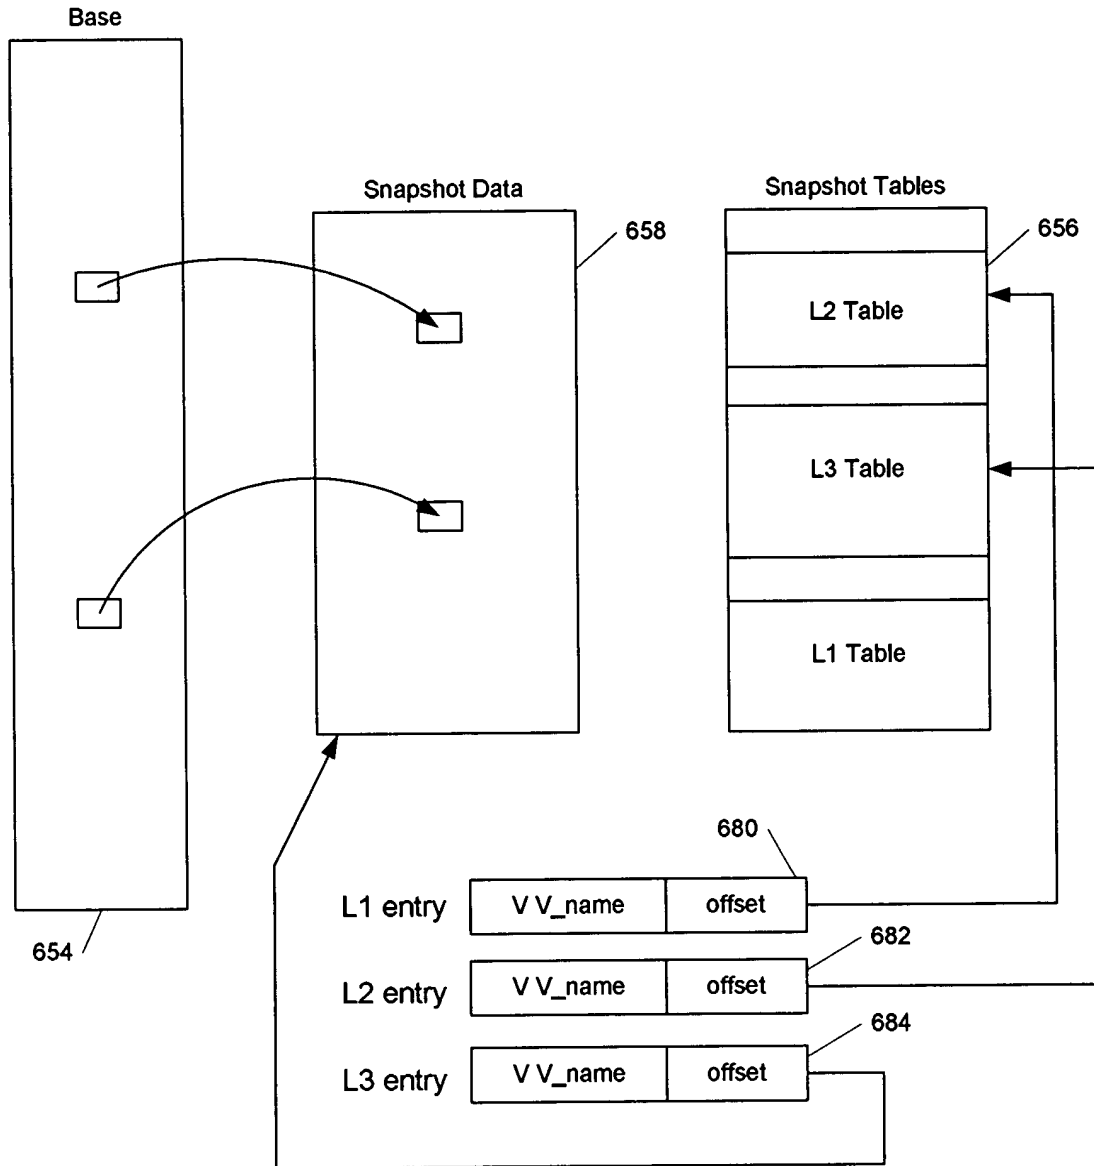 Base
Snapshot Data
Snapshot Tables
658
656
L2 Table
L3 Table
L1 Table
680
L1 entry V V_name offset
654
682
L2 entry V V_name offset
684
L3 entry V V_name offset